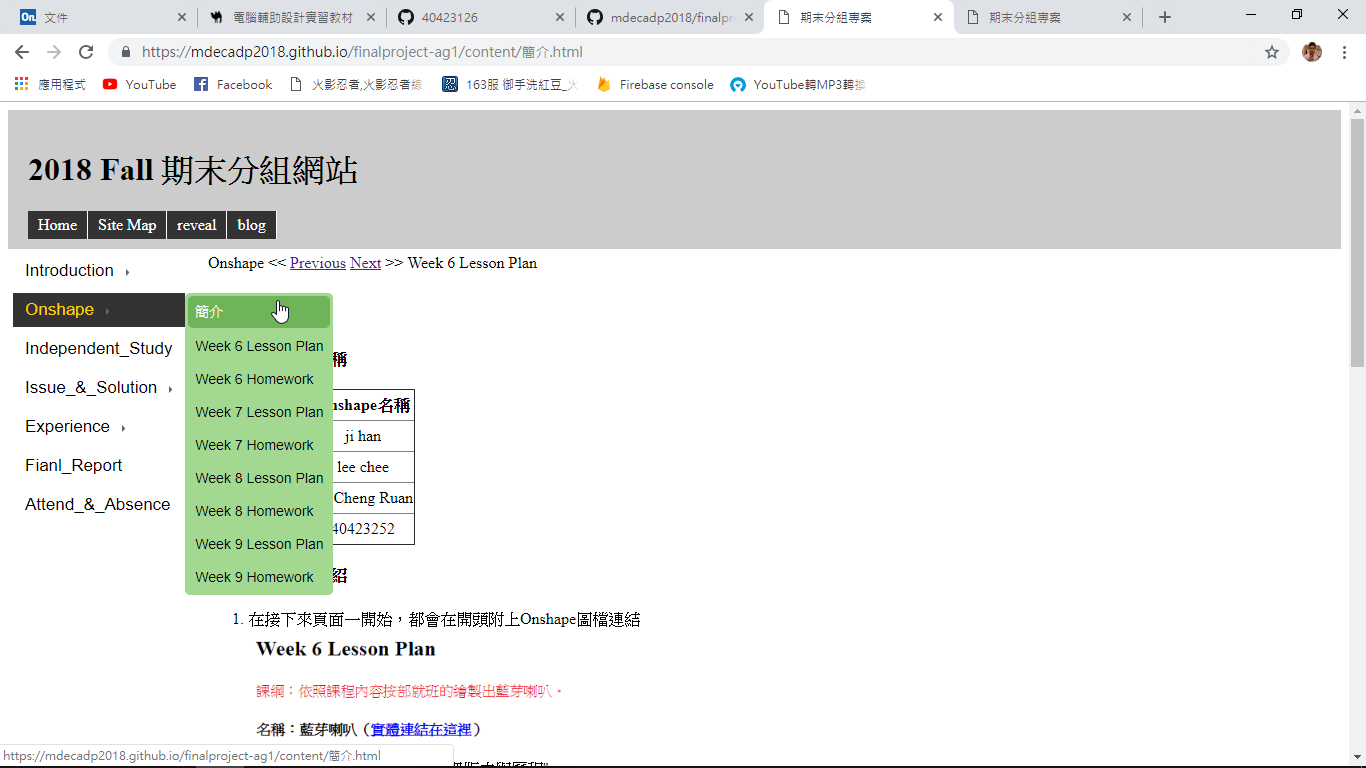 文件
電腦輔助設計實習教材
40423126
mdecadp2018/finalpr
期末分組專案
期末分組專案
https://mdecadp2018.github.io/finalproject-ag1/content/簡介.html
應用程式 YouTube Facebook 火影忍者,火影忍者線 163服 御手洗紅豆_火 Firebase console YouTube轉MP3轉換
2018 Fall 期末分組網站
Home Site Map reveal blog
Onshape << Previous Next >> Week 6 Lesson Plan
Introduction
Onshape
Independent_Study
Issue_&_Solution
Experience
Fianl_Report
Attend_&_Absence
簡介
Week 6 Lesson Plan
Week 6 Homework
Week 7 Lesson Plan
Week 7 Homework
Week 8 Lesson Plan
Week 8 Homework
Week 9 Lesson Plan
Week 9 Homework
稱
nshape名稱
ji han
lee chee
Cheng Ruan
40423252
紹
1. 在接下來頁面一開始，都會在開頭附上Onshape圖檔連結
Week 6 Lesson Plan
課綱：依照課程內容按部就班的繪製出藍芽喇叭。
名稱：藍芽喇叭（實體連結在這裡）
https://mdecadp2018.github.io/finalproject-ag1/content/簡介.html